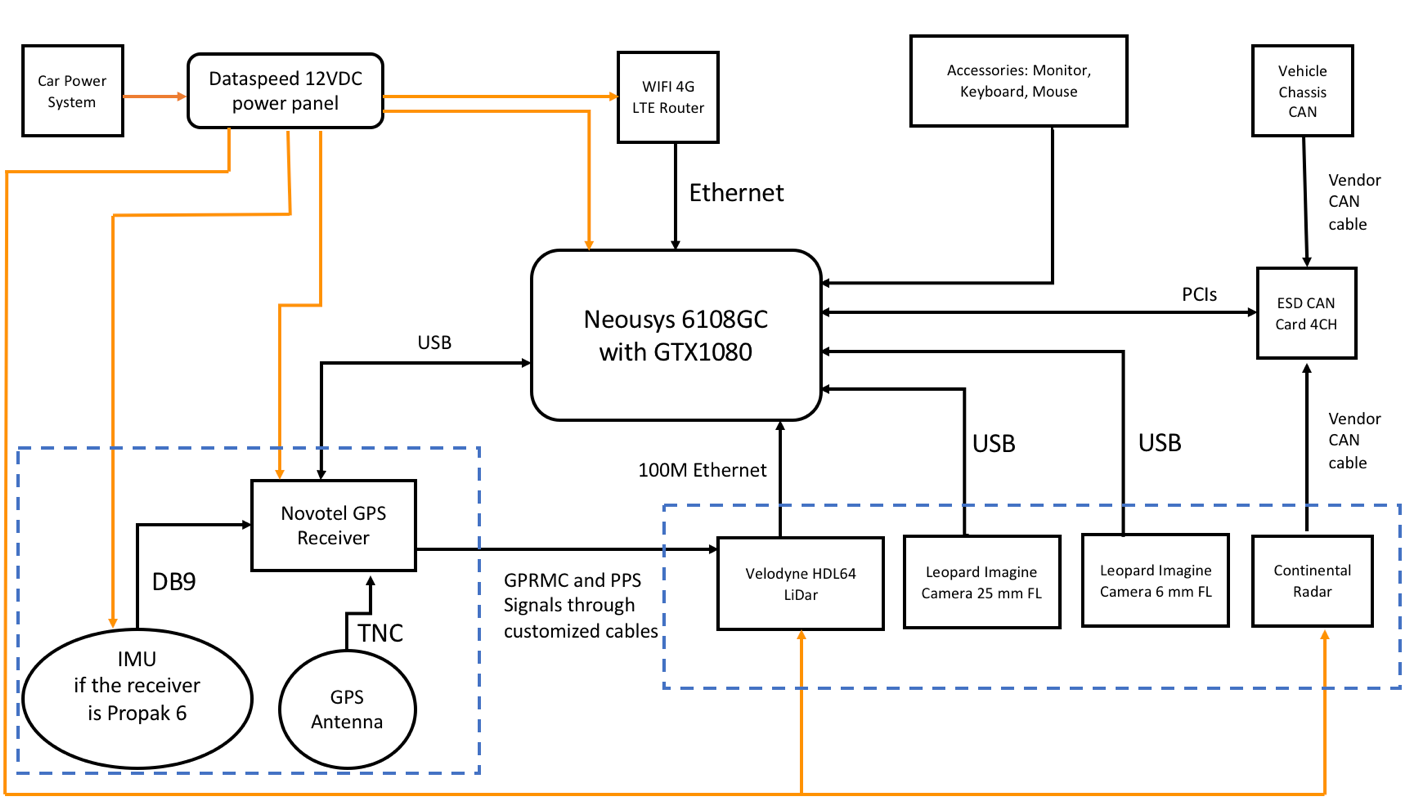 Car Power
System
Dataspeed 12VDC
power panel
WIFI 4G
LTE Router
Accessories: Monitor,
Keyboard, Mouse
Vehicle
Chassis
CAN
Ethernet
Vendor
CAN
cable
Neousys 6108GC
with GTX1080
PCIs
ESD CAN
Card 4CH
USB
100M Ethernet
USB
USB
Vendor
CAN
cable
Novotel GPS
Receiver
DB9
TNC
GPRMC and PPS
Signals through
customized cables
Velodyne HDL64
LiDar
Leopard Imagine
Camera 25 mm FL
Leopard Imagine
Camera 6 mm FL
Continental
Radar
IMU
if the receiver
is Propak 6
GPS
Antenna